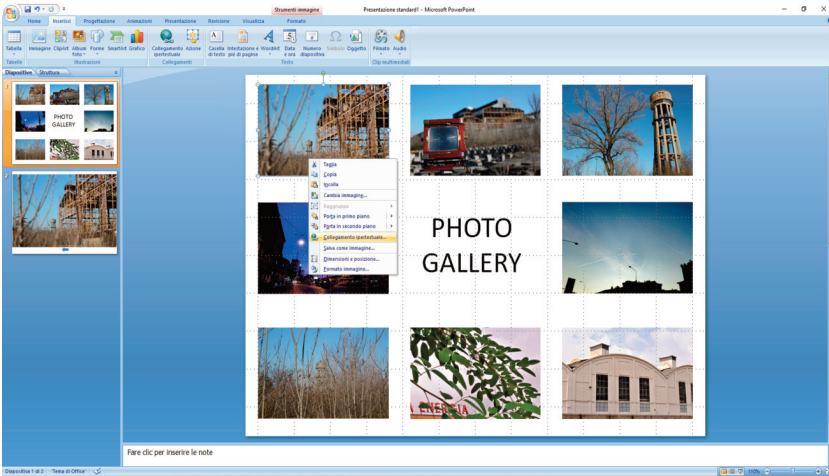 Strumenti immagine
Presentazione standard1 - Microsoft PowerPoint
Home Inserisci Progettazione Animazioni Presentazione Revisione Visualizza Formato
Tabella Immagine ClipArt Album foto Forme SmartArt Grafico Collegamento ipertestuale Azione Casella di testo Intestazione e piè di pagina WordArt Data e ora Numero diapositiva Simbolo Oggetto Filmato Audio
Tabelle Illustrazioni Collegamenti Testo Clip multimediali
Diapositive Struttura
1
PHOTO
GALLERY
2
Taglia
Copia
Incolla
Cambia immagine...
Raggruppa
Porta in primo piano
Porta in secondo piano
Collegamento ipertestuale...
Salva come immagine...
Dimensioni e posizione...
Formato immagine...
PHOTO
GALLERY
Fare clic per inserire le note
Diapositiva 1 di 2 "Tema di Office" 110%